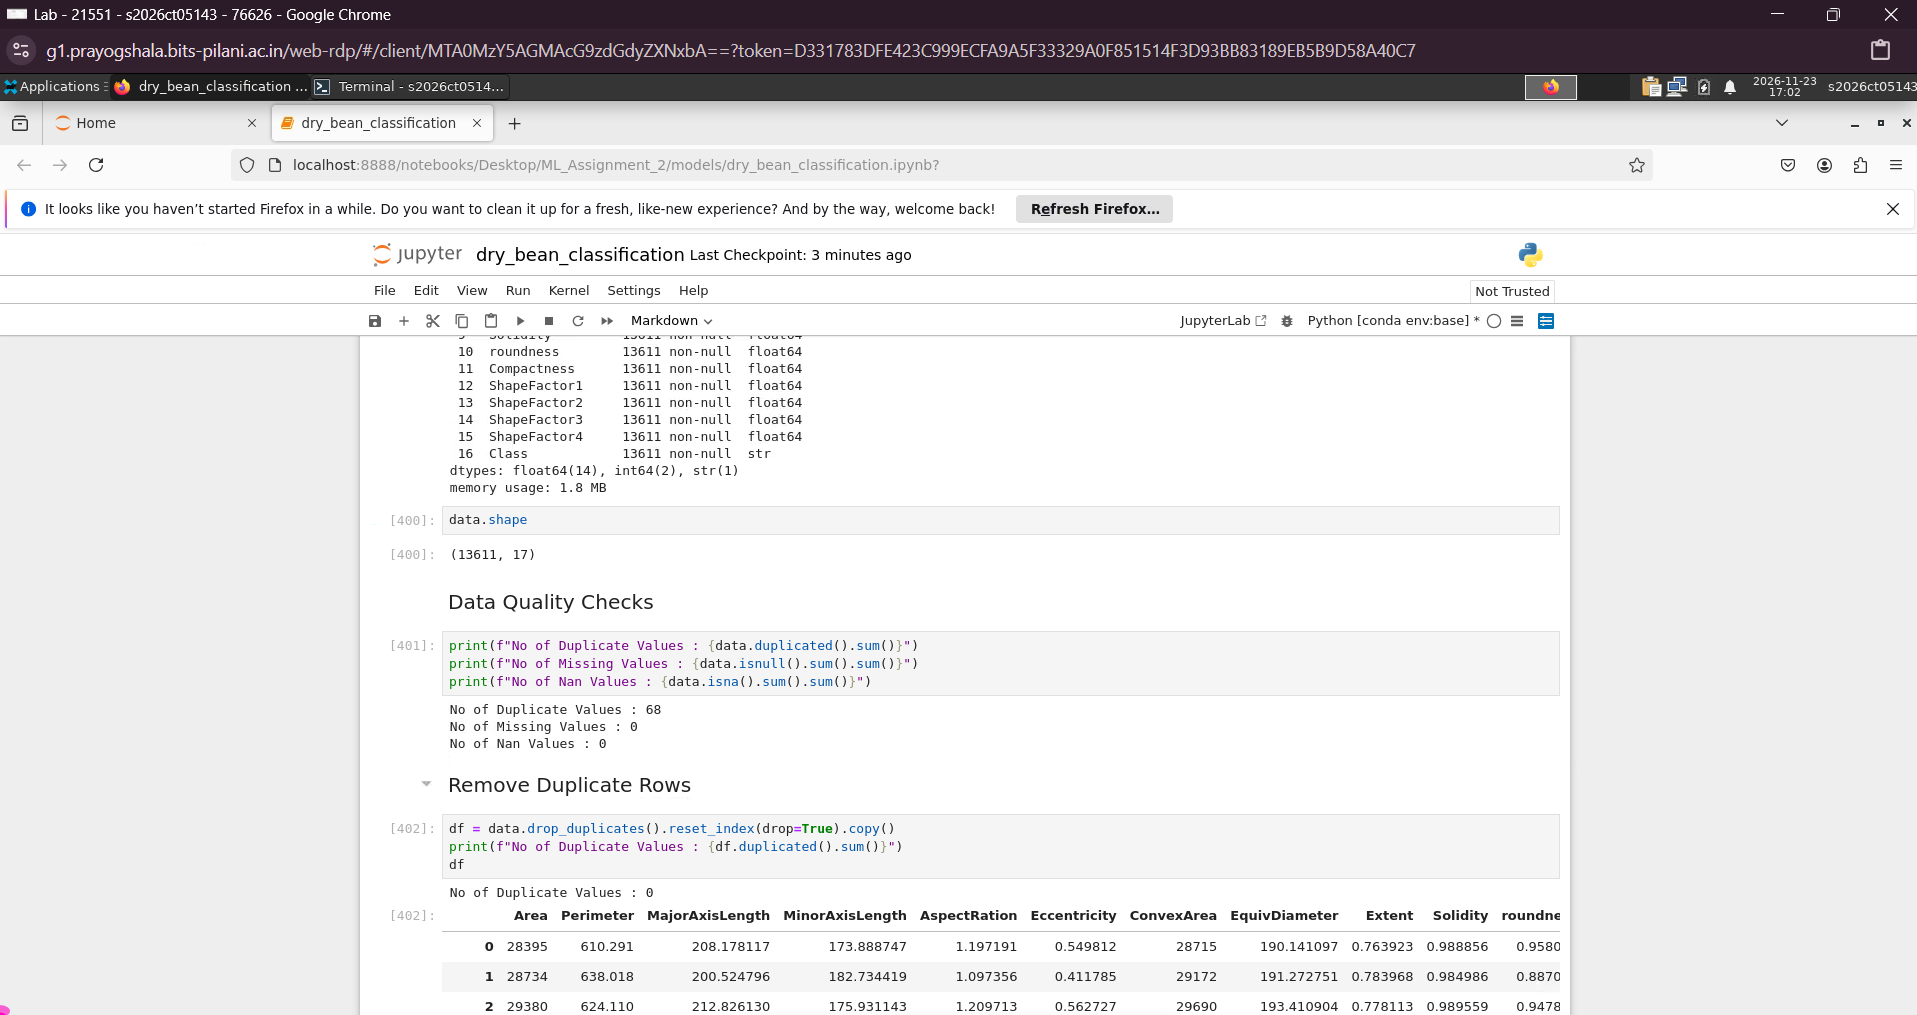 Lab - 21551 - s2026ct05143 - 76626 - Google Chrome
g1.prayogshala.bits-pilani.ac.in/web-rdp/#/client/MTA0MzY5AGMAcG9zdGdyZXNxbA==?token=D331783DFE423C999ECFA9A5F33329A0F851514F3D93BB83189EB5B9D58A40C7
Applications dry_bean_classification ... Terminal - s2026ct0514... 2026-11-23 17:02 s2026ct05143
Home dry_bean_classification
localhost:8888/notebooks/Desktop/ML_Assignment_2/models/dry_bean_classification.ipynb?
It looks like you haven’t started Firefox in a while. Do you want to clean it up for a fresh, like-new experience? And by the way, welcome back! Refresh Firefox...
jupyter dry_bean_classification Last Checkpoint: 3 minutes ago
File Edit View Run Kernel Settings Help Not Trusted
Markdown JupyterLab Python [conda env:base] *
9 Solidity 13611 non-null float64
10 roundness 13611 non-null float64
11 Compactness 13611 non-null float64
12 ShapeFactor1 13611 non-null float64
13 ShapeFactor2 13611 non-null float64
14 ShapeFactor3 13611 non-null float64
15 ShapeFactor4 13611 non-null float64
16 Class 13611 non-null str
dtypes: float64(14), int64(2), str(1)
memory usage: 1.8 MB
[400]: data.shape
[400]: (13611, 17)
Data Quality Checks
[401]: print(f"No of Duplicate Values : {data.duplicated().sum()}")
print(f"No of Missing Values : {data.isnull().sum().sum()}")
print(f"No of Nan Values : {data.isna().sum().sum()}")
No of Duplicate Values : 68
No of Missing Values : 0
No of Nan Values : 0
Remove Duplicate Rows
[402]: df = data.drop_duplicates().reset_index(drop=True).copy()
print(f"No of Duplicate Values : {df.duplicated().sum()}")
df
No of Duplicate Values : 0
[402]: Area Perimeter MajorAxisLength MinorAxisLength AspectRation Eccentricity ConvexArea EquivDiameter Extent Solidity roundne
0 28395 610.291 208.178117 173.888747 1.197191 0.549812 28715 190.141097 0.763923 0.988856 0.9580
1 28734 638.018 200.524796 182.734419 1.097356 0.411785 29172 191.272751 0.783968 0.984986 0.8870
2 29380 624.110 212.826130 175.931143 1.209713 0.562727 29690 193.410904 0.778113 0.989559 0.9478